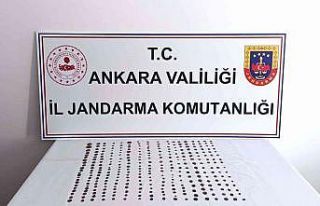 T.C.
ANKARA VALİLİĞİ
İL JANDARMA KOMUTANLIĞI